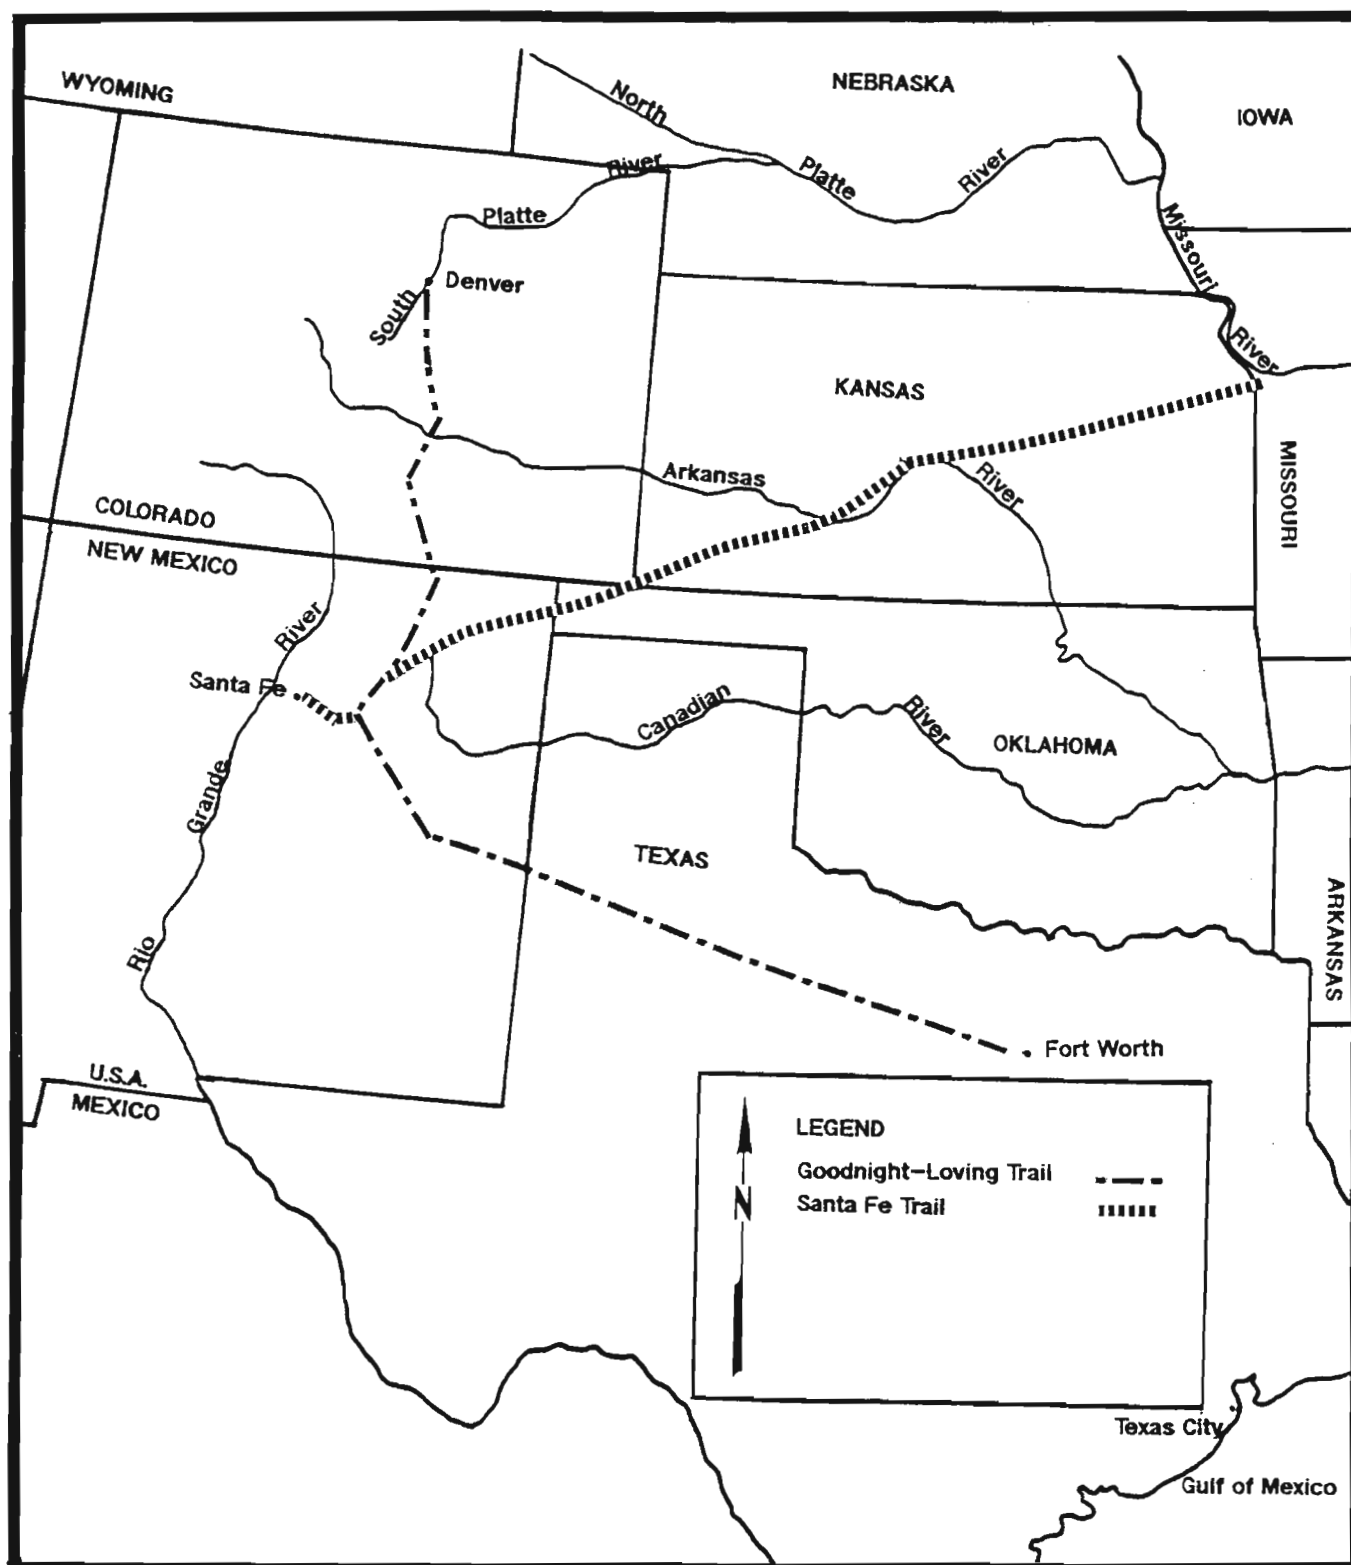 WYOMING
NEBRASKA
IOWA
North
Platte
River
River
Platte
South
Denver
Missouri
River
KANSAS
Arkansas
River
MISSOURI
COLORADO
NEW MEXICO
River
Grande
Rio
Santa Fe
Canadian
River
OKLAHOMA
TEXAS
ARKANSAS
Fort Worth
U.S.A.
MEXICO
LEGEND
Goodnight-Loving Trail
Santa Fe Trail
N
Texas City
Gulf of Mexico